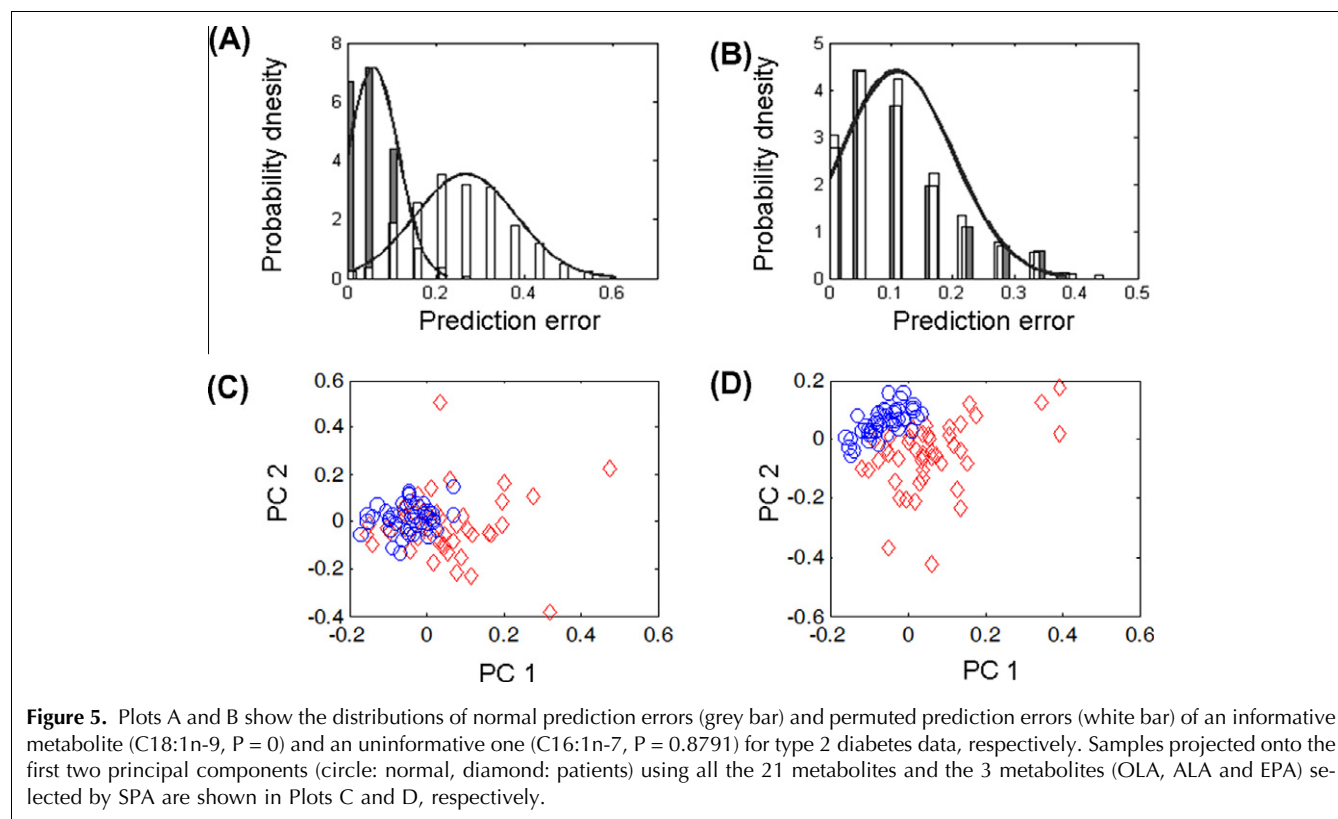 (A)
8
6
4
2
0
Probability dnesity
0 0.2 0.4 0.6
Prediction error
(B)
5
4
3
2
1
0
Probability dnesity
0 0.1 0.2 0.3 0.4 0.5
Prediction error
(C)
0.6
0.4
0.2
0
-0.2
-0.4
PC 2
-0.2 0 0.2 0.4 0.6
PC 1
(D)
0.2
0
-0.2
-0.4
-0.6
PC 2
-0.2 0 0.2 0.4 0.6
PC 1
Figure 5. Plots A and B show the distributions of normal prediction errors (grey bar) and permuted prediction errors (white bar) of an informative
metabolite (C18:1n-9, P = 0) and an uninformative one (C16:1n-7, P = 0.8791) for type 2 diabetes data, respectively. Samples projected onto the
first two principal components (circle: normal, diamond: patients) using all the 21 metabolites and the 3 metabolites (OLA, ALA and EPA) se-
lected by SPA are shown in Plots C and D, respectively.